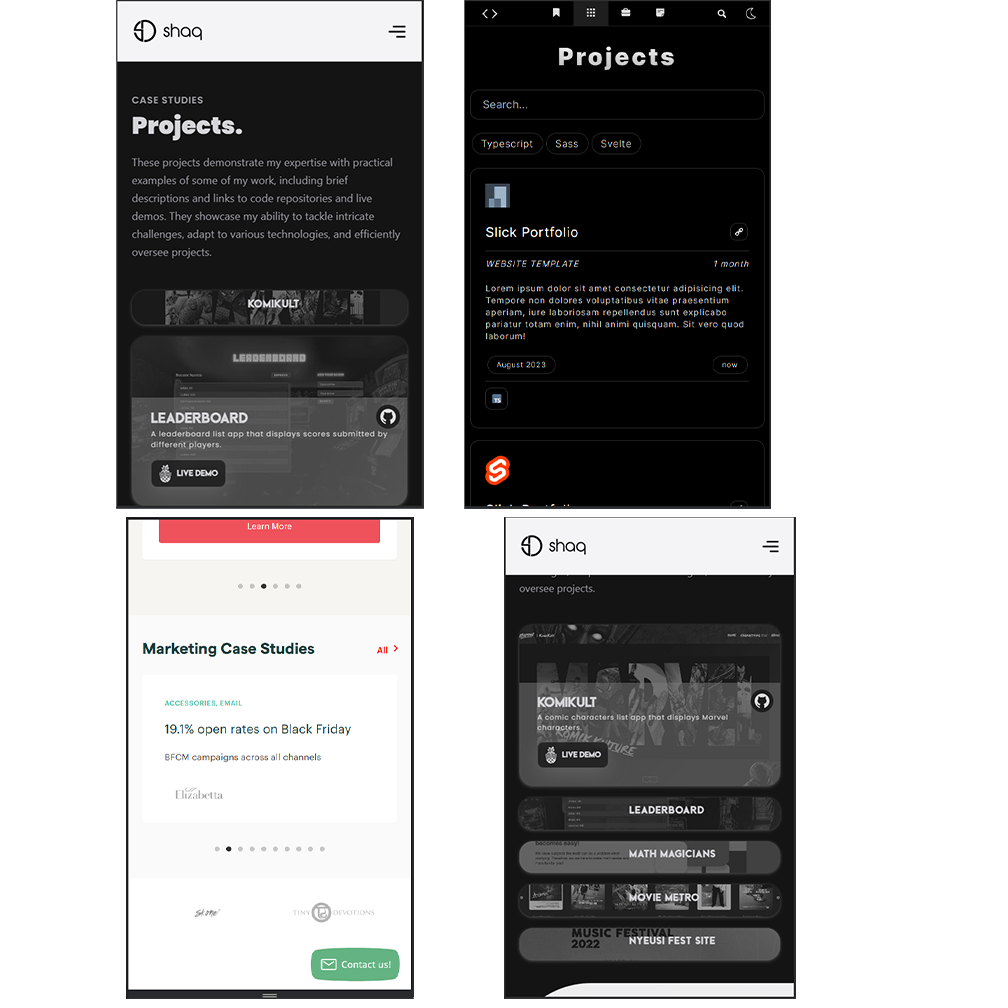 shaq
CASE STUDIES
Projects.
These projects demonstrate my expertise with practical
examples of some of my work, including brief
descriptions and links to code repositories and live
demos. They showcase my ability to tackle intricate
challenges, adapt to various technologies, and efficiently
oversee projects.
KOMIKULT
LEADERBOARD
LEADERBOARD
A leaderboard list app that displays scores submitted by
different players.
LIVE DEMO
Projects
Search...
Typescript
Sass
Svelte
Slick Portfolio
WEBSITE TEMPLATE
1 month
Lorem ipsum dolor sit amet consectetur adipisicing elit.
Tempore non dolores voluptatibus vitae praesentium
aperiam, iure laboriosam repellendus sunt explicabo
pariatur totam enim, nihil animi quisquam. Sit vero quod
laborum!
August 2023
now
TS
Learn More
Marketing Case Studies
All
ACCESSORIES, EMAIL
19.1% open rates on Black Friday
BFCM campaigns across all channels
Elizabetta
TINY DEVOTIONS
Contact us!
shaq
oversee projects.
KOMIKULT
A comic characters list app that displays Marvel
characters.
LIVE DEMO
LEADERBOARD
becomes easy!
MATH MAGICIANS
MOVIE METRO
MUSIC FESTIVAL
2022
NYEUSI FEST SITE